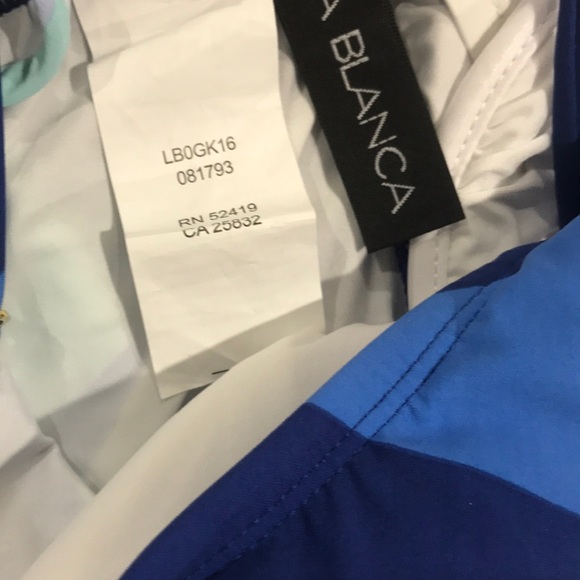 LB0GK16
081793
RN 52419
CA 25832
A BLANCA